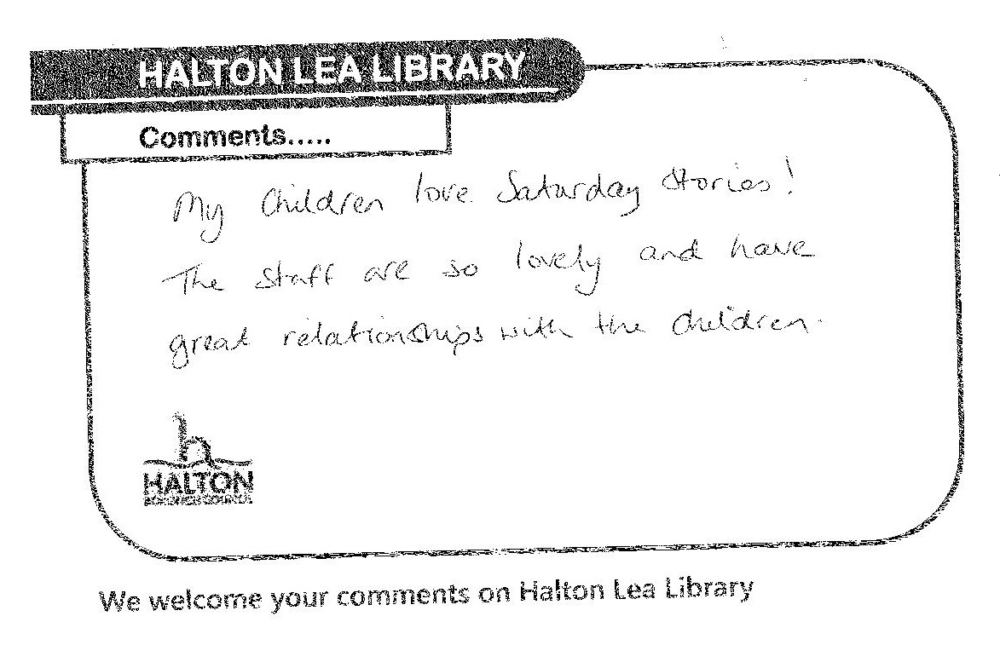 HALTON LEA LIBRARY
Comments.....
My Children love Saturday Stories!
The staff are so lovely and have
great relationships with the children.
h
HALTON
BOROUGH COUNCIL
We welcome your comments on Halton Lea Library